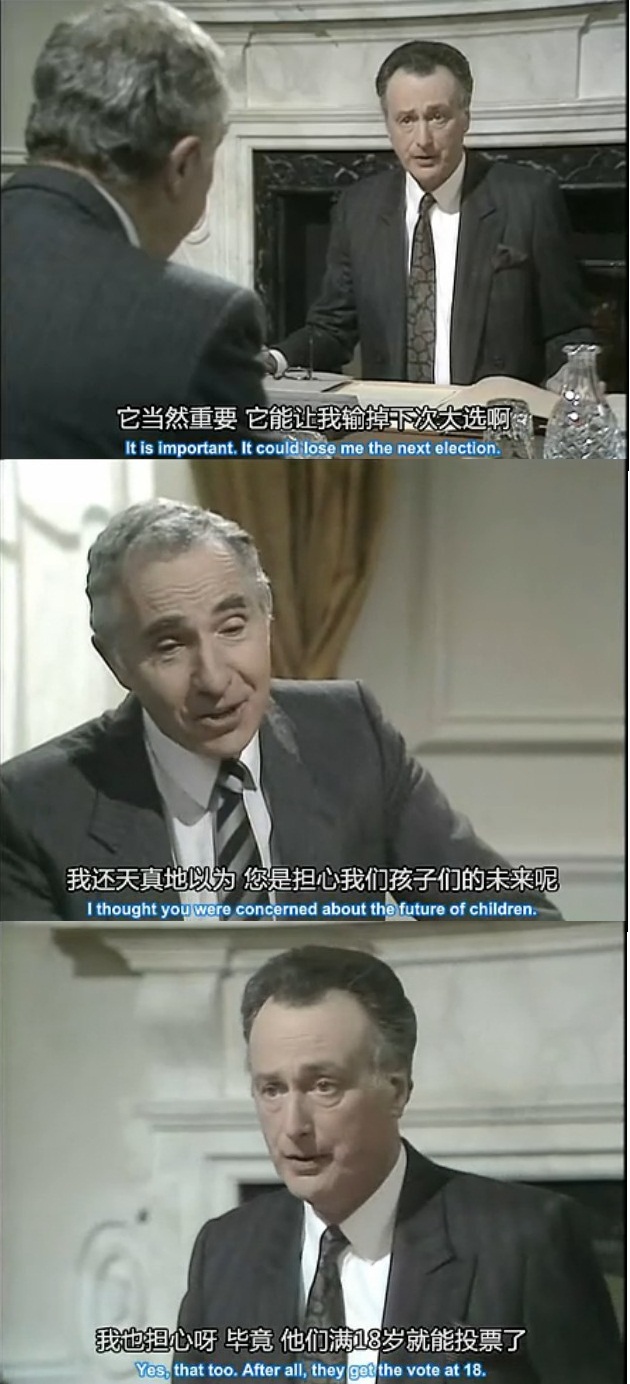 它当然重要 它能让我输掉下次大选啊
It is important. It could lose me the next election.
我还天真地以为 您是担心我们孩子们的未来呢
I thought you were concerned about the future of children.
我也担心呀 毕竟 他们满18岁就能投票了
Yes, that too. After all, they get the vote at 18.